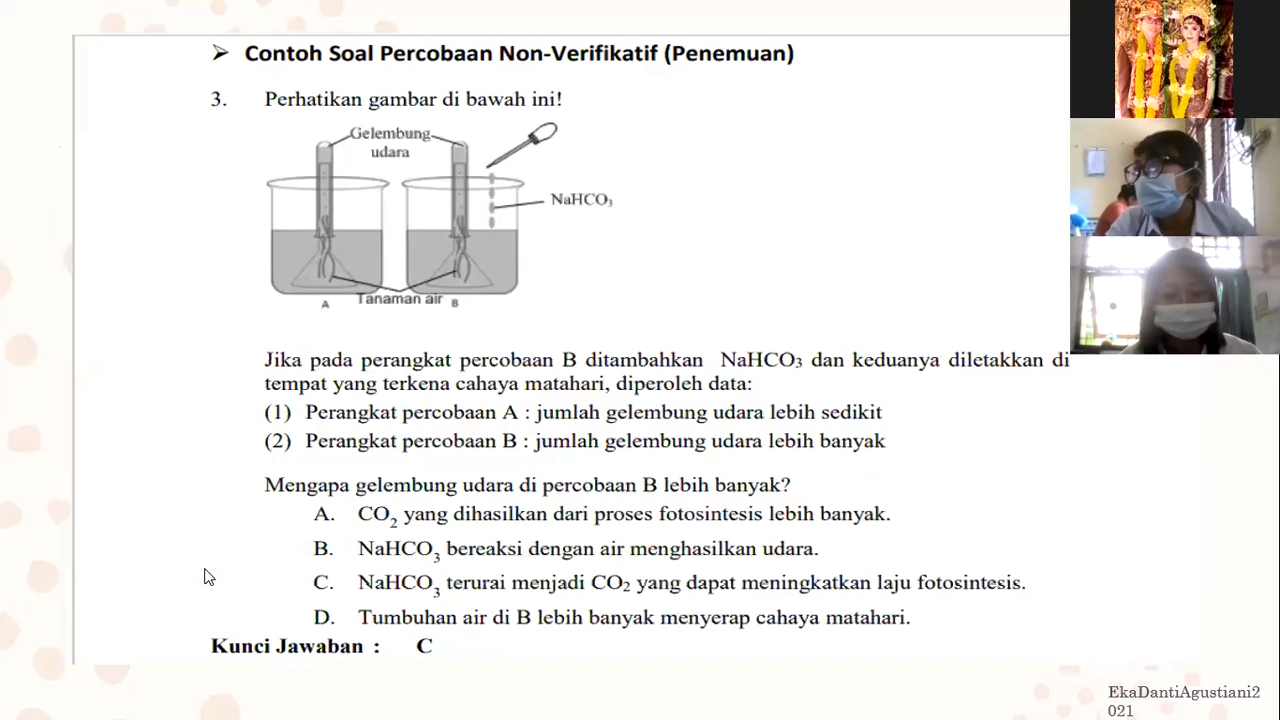 ➢ Contoh Soal Percobaan Non-Verifikatif (Penemuan)
3. Perhatikan gambar di bawah ini!
Gelembung
udara
NaHCO₃
Tanaman air
A
B
Jika pada perangkat percobaan B ditambahkan NaHCO₃ dan keduanya diletakkan di
tempat yang terkena cahaya matahari, diperoleh data:
(1) Perangkat percobaan A : jumlah gelembung udara lebih sedikit
(2) Perangkat percobaan B : jumlah gelembung udara lebih banyak
Mengapa gelembung udara di percobaan B lebih banyak?
A. CO₂ yang dihasilkan dari proses fotosintesis lebih banyak.
B. NaHCO₃ bereaksi dengan air menghasilkan udara.
C. NaHCO₃ terurai menjadi CO₂ yang dapat meningkatkan laju fotosintesis.
D. Tumbuhan air di B lebih banyak menyerap cahaya matahari.
Kunci Jawaban : C
EkaDantiAgustiani2
021